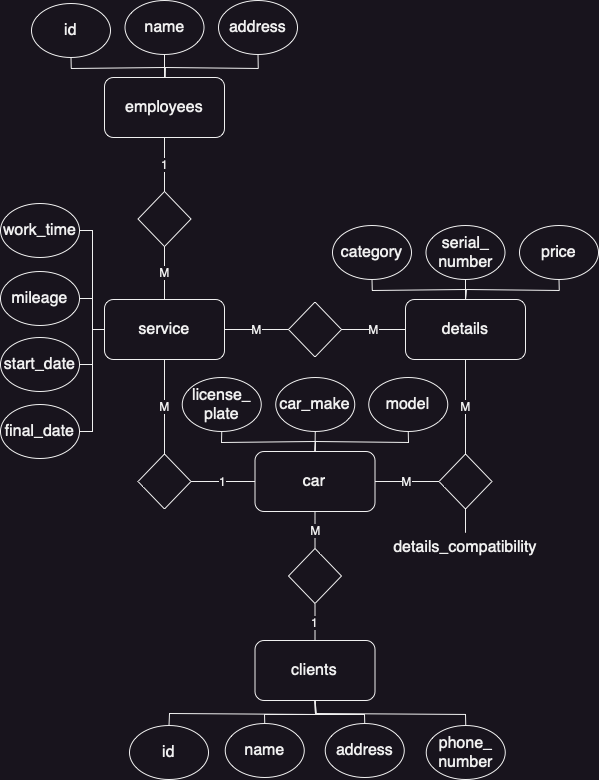 id
name
address
employees
1
M
work_time
mileage
start_date
final_date
service
M
M
category
serial_
number
price
details
M
M
license_
plate
car_make
model
1
car
M
details_compatibility
M
1
clients
id
name
address
phone_
number